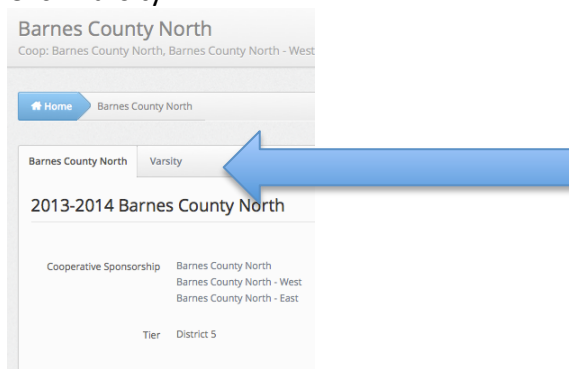 Barnes County North
Coop: Barnes County North, Barnes County North - West
Home Barnes County North
Barnes County North Varsity
2013-2014 Barnes County North
Cooperative Sponsorship Barnes County North
Barnes County North - West
Barnes County North - East
Tier District 5